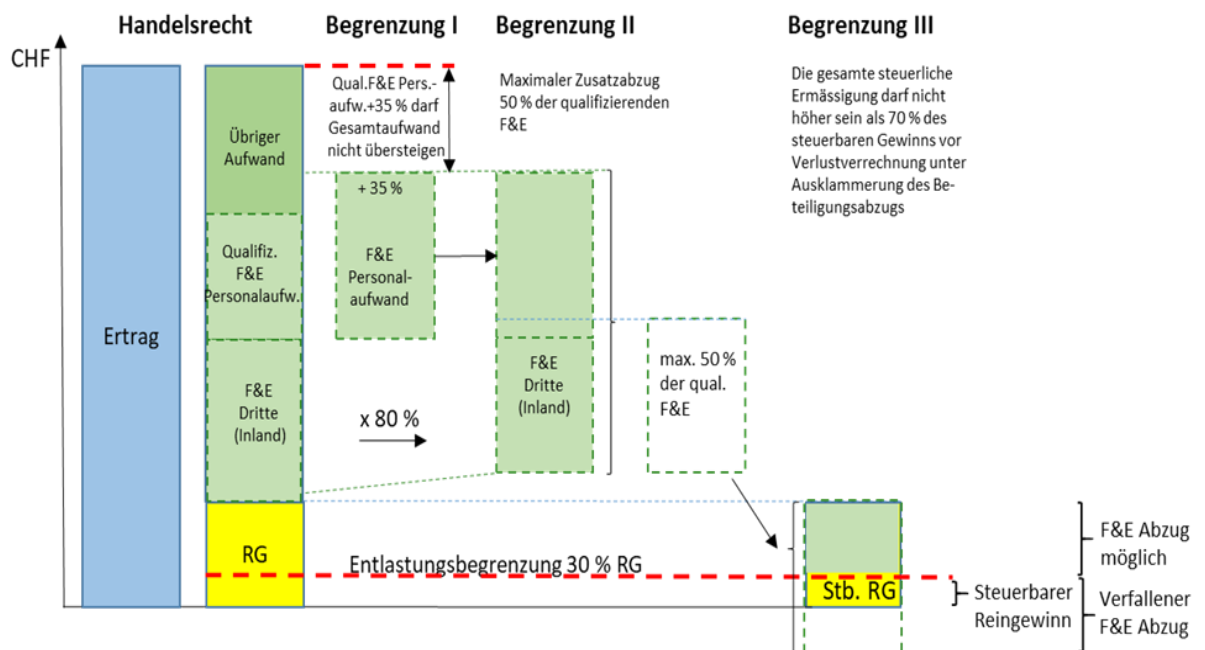 Handelsrecht
Begrenzung I
Begrenzung II
Begrenzung III
CHF
Qual.F&E Pers.-
aufw.+35 % darf
Gesamtaufwand
nicht übersteigen
Maximaler Zusatzabzug
50 % der qualifizierenden
F&E
Die gesamte steuerliche
Ermässigung darf nicht
höher sein als 70 % des
steuerbaren Gewinns vor
Verlustverrechnung unter
Ausklammerung des Be-
teiligungsabzugs
Übriger
Aufwand
+ 35 %
Qualifiz.
F&E
Personalaufw.
F&E
Personal-
aufwand
Ertrag
F&E
Dritte
(Inland)
x 80 %
F&E
Dritte
(Inland)
max. 50 %
der qual.
F&E
RG
Entlastungsbegrenzung 30 % RG
Stb. RG
F&E Abzug
möglich
Steuerbarer
Reingewinn
Verfallener
F&E Abzug